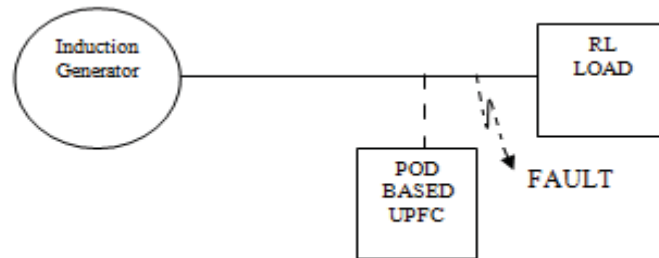 Induction
Generator
RL
LOAD
POD
BASED
UPFC
FAULT